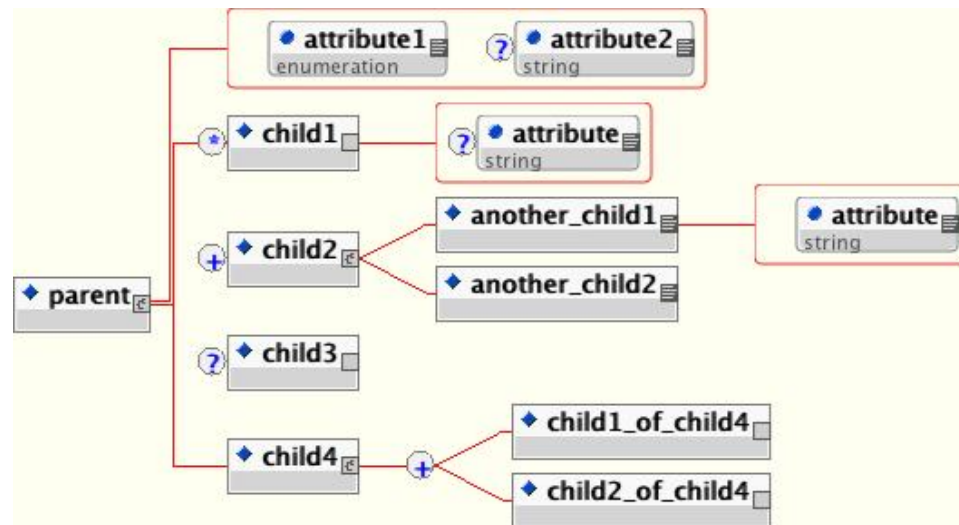 attribute1
enumeration
? attribute2
string
* child1
? attribute
string
another_child1
attribute
string
+ child2
another_child2
parent
? child3
child4
+
child1_of_child4
child2_of_child4